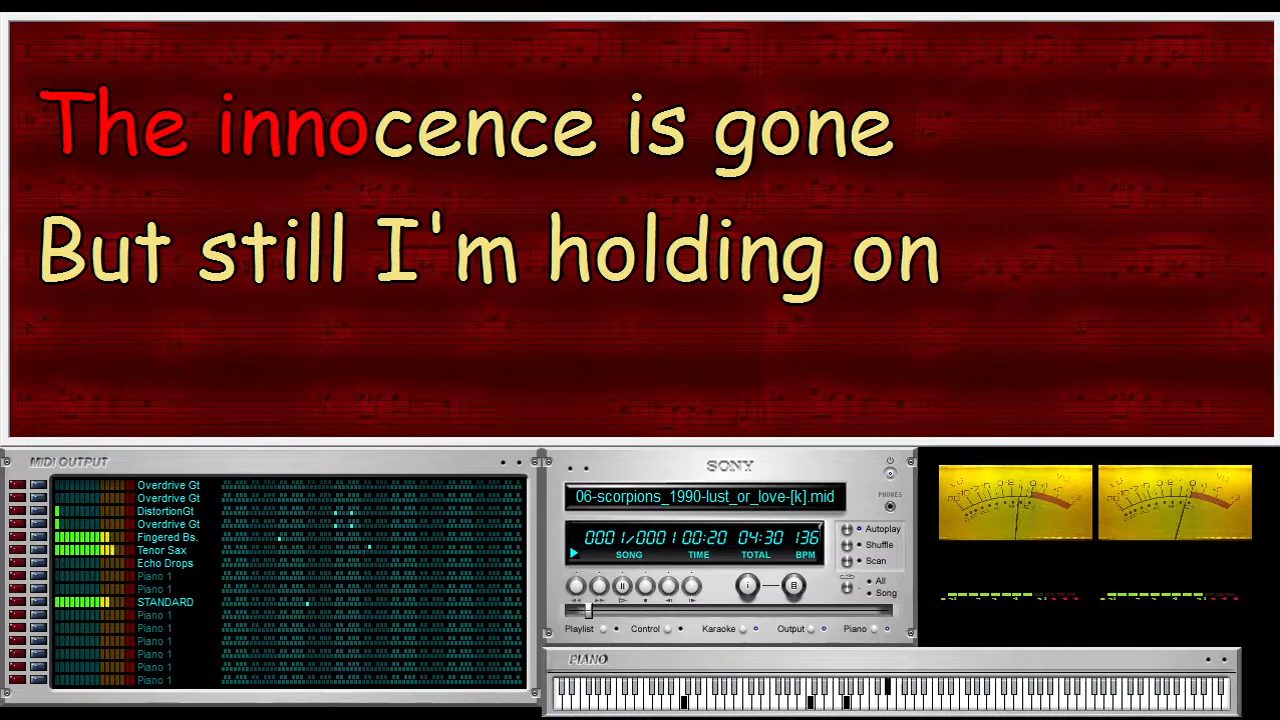 The innocence is gone
But still I'm holding on
MIDI OUTPUT
Overdrive Gt
Overdrive Gt
DistortionGt
Overdrive Gt
Fingered Bs.
Tenor Sax
Echo Drops
Piano 1
Piano 1
STANDARD
Piano 1
Piano 1
Piano 1
Piano 1
Piano 1
Piano 1
SONY
06-scorpions_1990-lust_or_love-[k].mid
PHONES
0001/0001 00:20 04:30 136
SONG TIME TOTAL BPM
Autoplay
Shuffle
Scan
All
Song
Playlist Control Karaoke Output Piano
PIANO